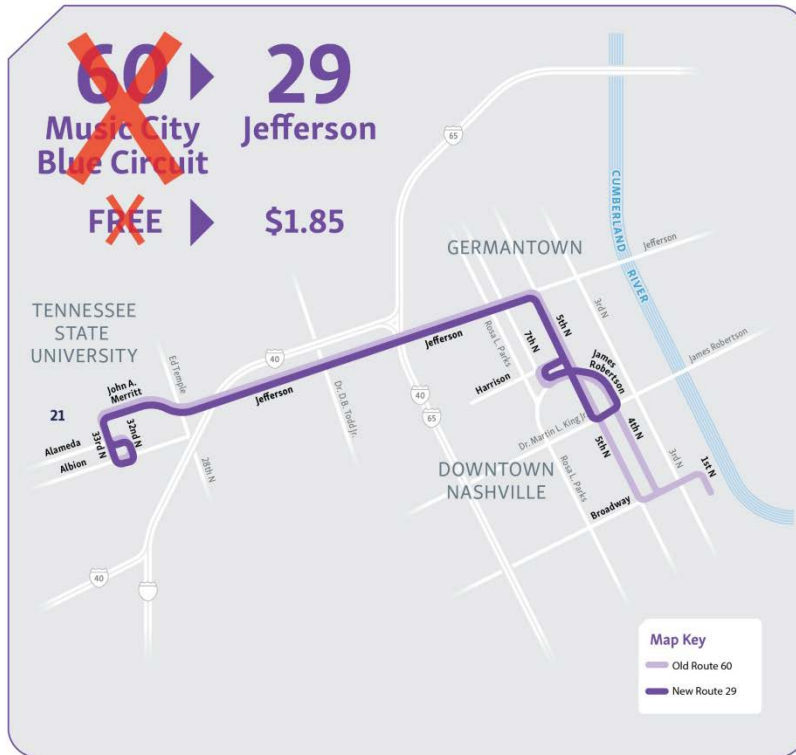 60
29
Music City
Blue Circuit
Jefferson
FREE
$1.85
65
CUMBERLAND
RIVER
GERMANTOWN
Jefferson
TENNESSEE
STATE
UNIVERSITY
3rd N
5th N
7th N
Rosa L. Parks
James
Robertson
James Robertson
Ed Temple
40
Jefferson
Harrison
John A.
Merritt
Jefferson
Dr. D.B. Todd Jr.
40
65
21
33rd N
32nd N
Alameda
Albion
28th N
Dr. Martin L. King Jr.
4th N
5th N
3rd N
1st N
DOWNTOWN
NASHVILLE
Rosa L. Parks
Broadway
40
Map Key
Old Route 60
New Route 29